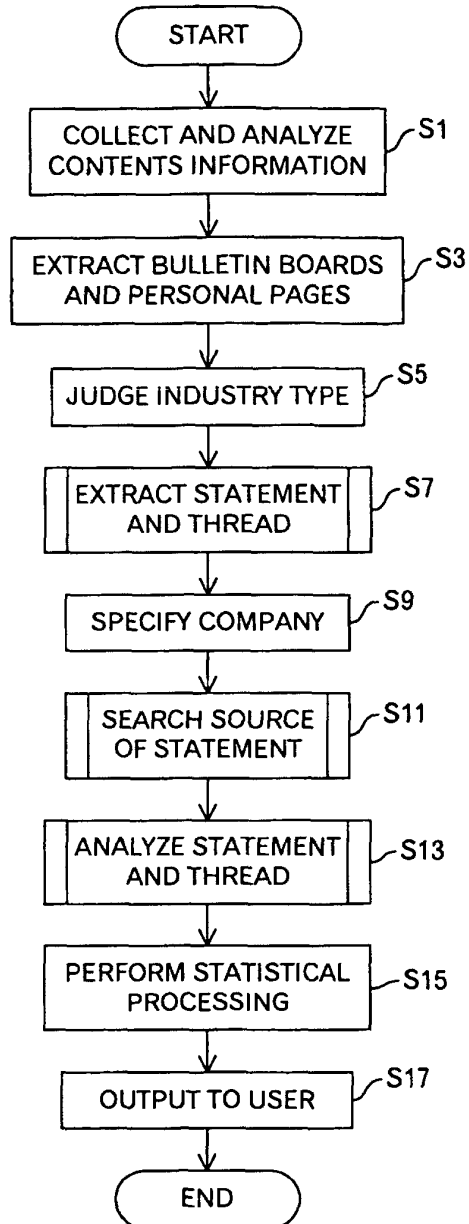 START
COLLECT AND ANALYZE
CONTENTS INFORMATION
S1
EXTRACT BULLETIN BOARDS
AND PERSONAL PAGES
S3
JUDGE INDUSTRY TYPE
S5
EXTRACT STATEMENT
AND THREAD
S7
SPECIFY COMPANY
S9
SEARCH SOURCE
OF STATEMENT
S11
ANALYZE STATEMENT
AND THREAD
S13
PERFORM STATISTICAL
PROCESSING
S15
OUTPUT TO USER
S17
END